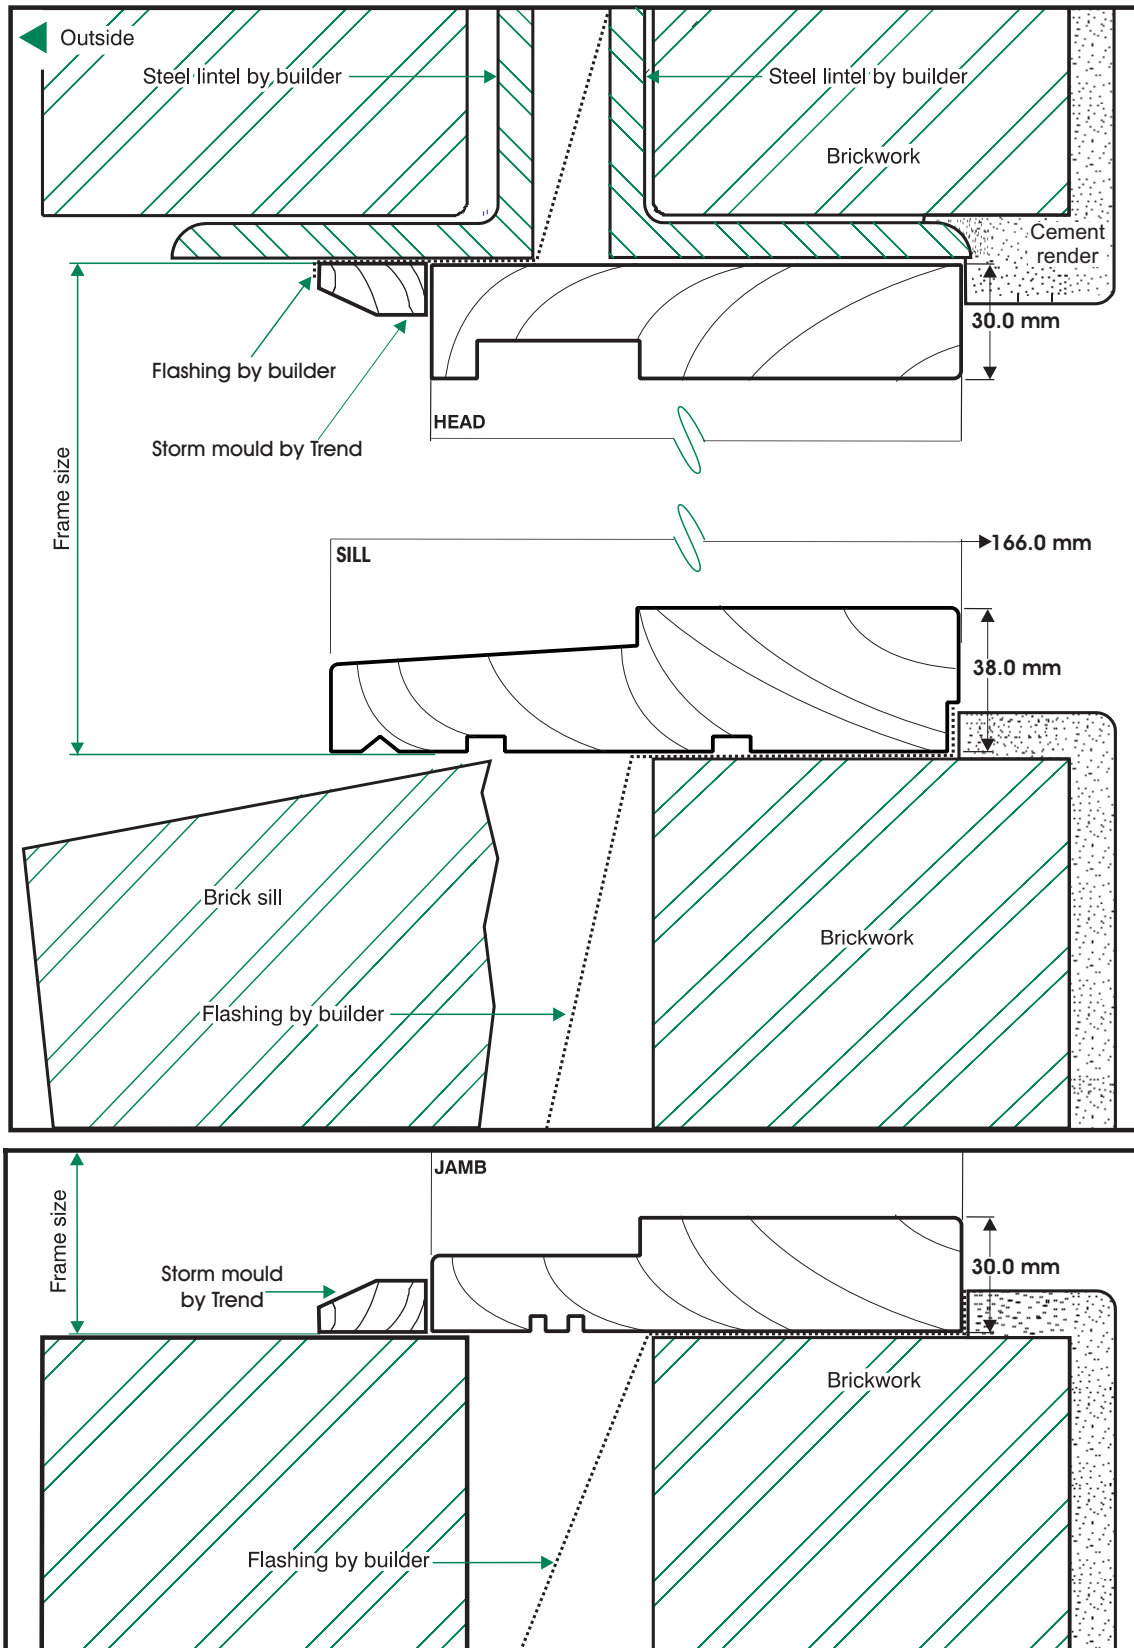 Outside
Steel lintel by builder
Steel lintel by builder
Brickwork
Cement
render
30.0 mm
Flashing by builder
HEAD
Storm mould by Trend
Frame size
166.0 mm
SILL
38.0 mm
Brick sill
Brickwork
Flashing by builder
JAMB
Frame size
Storm mould
by Trend
30.0 mm
Brickwork
Flashing by builder